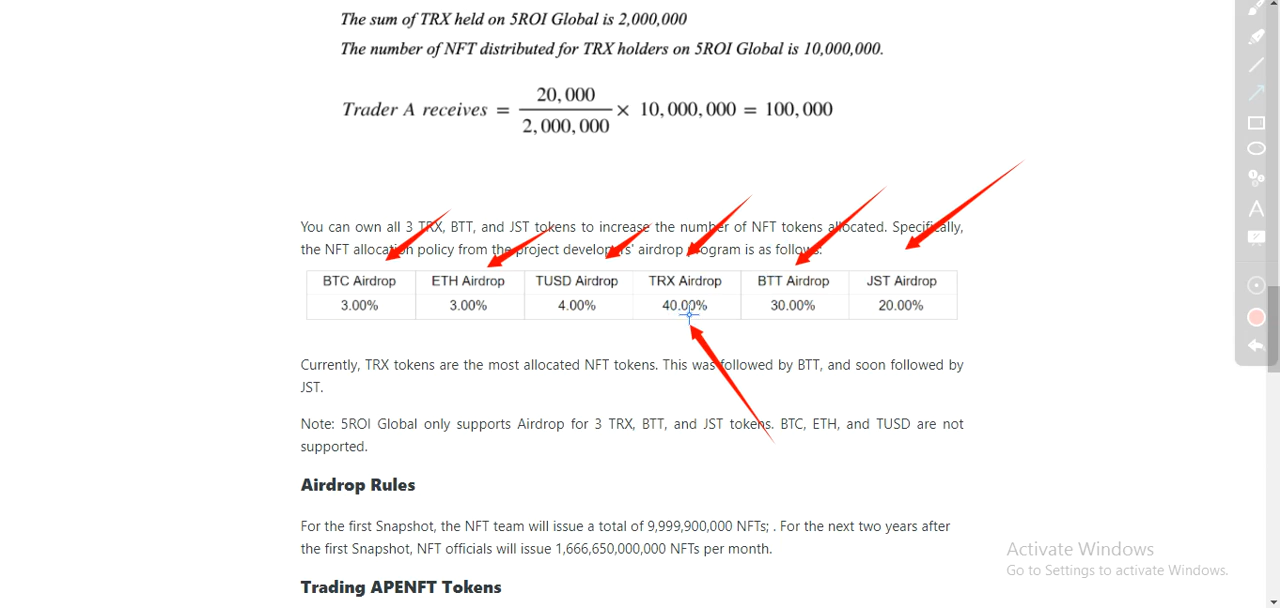 The sum of TRX held on 5ROI Global is 2,000,000
The number of NFT distributed for TRX holders on 5ROI Global is 10,000,000.
Trader A receives = 20,000 / 2,000,000 × 10,000,000 = 100,000
You can own all 3 TRX, BTT, and JST tokens to increase the number of NFT tokens allocated. Specifically,
the NFT allocation policy from the project developers' airdrop program is as follows:
BTC Airdrop ETH Airdrop TUSD Airdrop TRX Airdrop BTT Airdrop JST Airdrop
3.00% 3.00% 4.00% 40.00% 30.00% 20.00%
Currently, TRX tokens are the most allocated NFT tokens. This was followed by BTT, and soon followed by
JST.
Note: 5ROI Global only supports Airdrop for 3 TRX, BTT, and JST tokens. BTC, ETH, and TUSD are not
supported.
Airdrop Rules
For the first Snapshot, the NFT team will issue a total of 9,999,900,000 NFTs; . For the next two years after
the first Snapshot, NFT officials will issue 1,666,650,000,000 NFTs per month.
Trading APENFT Tokens
Activate Windows
Go to Settings to activate Windows.